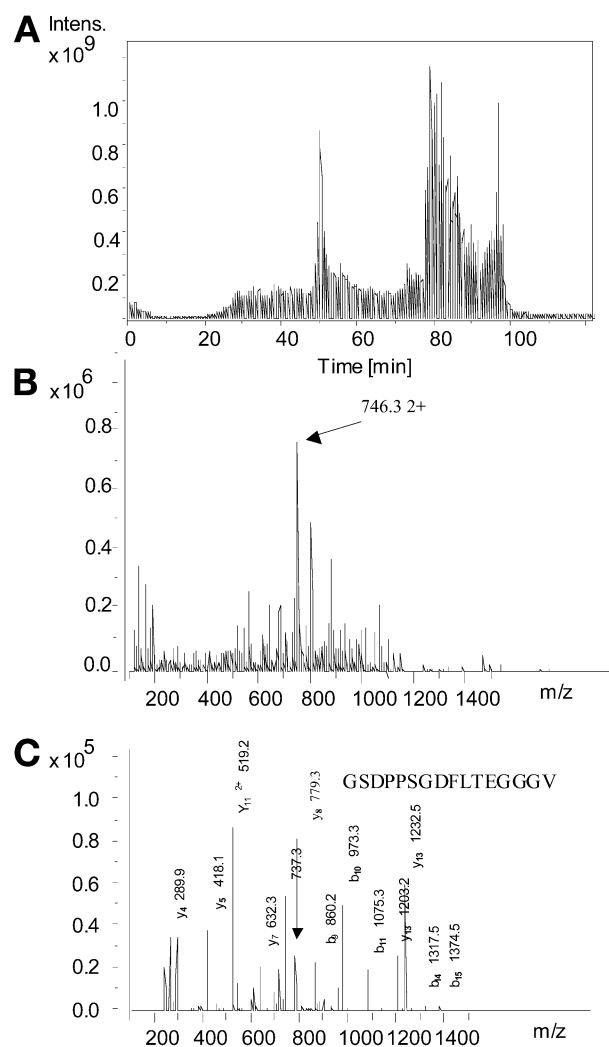 A Intens.
x10⁹
1.0
0.8
0.6
0.4
0.2
0 20 40 60 80 100
Time [min]
B
x10⁶
746.3 2+
0.8
0.6
0.4
0.2
0.0
200 400 600 800 1000 1200 1400 m/z
C
x10⁵
GSDPPSGDFLTEGGGV
1.0
0.8
0.6
0.4
0.2
0.0
y₄ 289.9
y₅ 418.1
Y₁₁ ²⁺ 519.2
y₇ 632.3
737.3
y₈ 779.3
b₉ 860.2
b₁₀ 973.3
b₁₁ 1075.3
y₁₃ 1203.2
y₁₃ 1232.5
b₁₄ 1317.5
b₁₅ 1374.5
200 400 600 800 1000 1200 1400
m/z